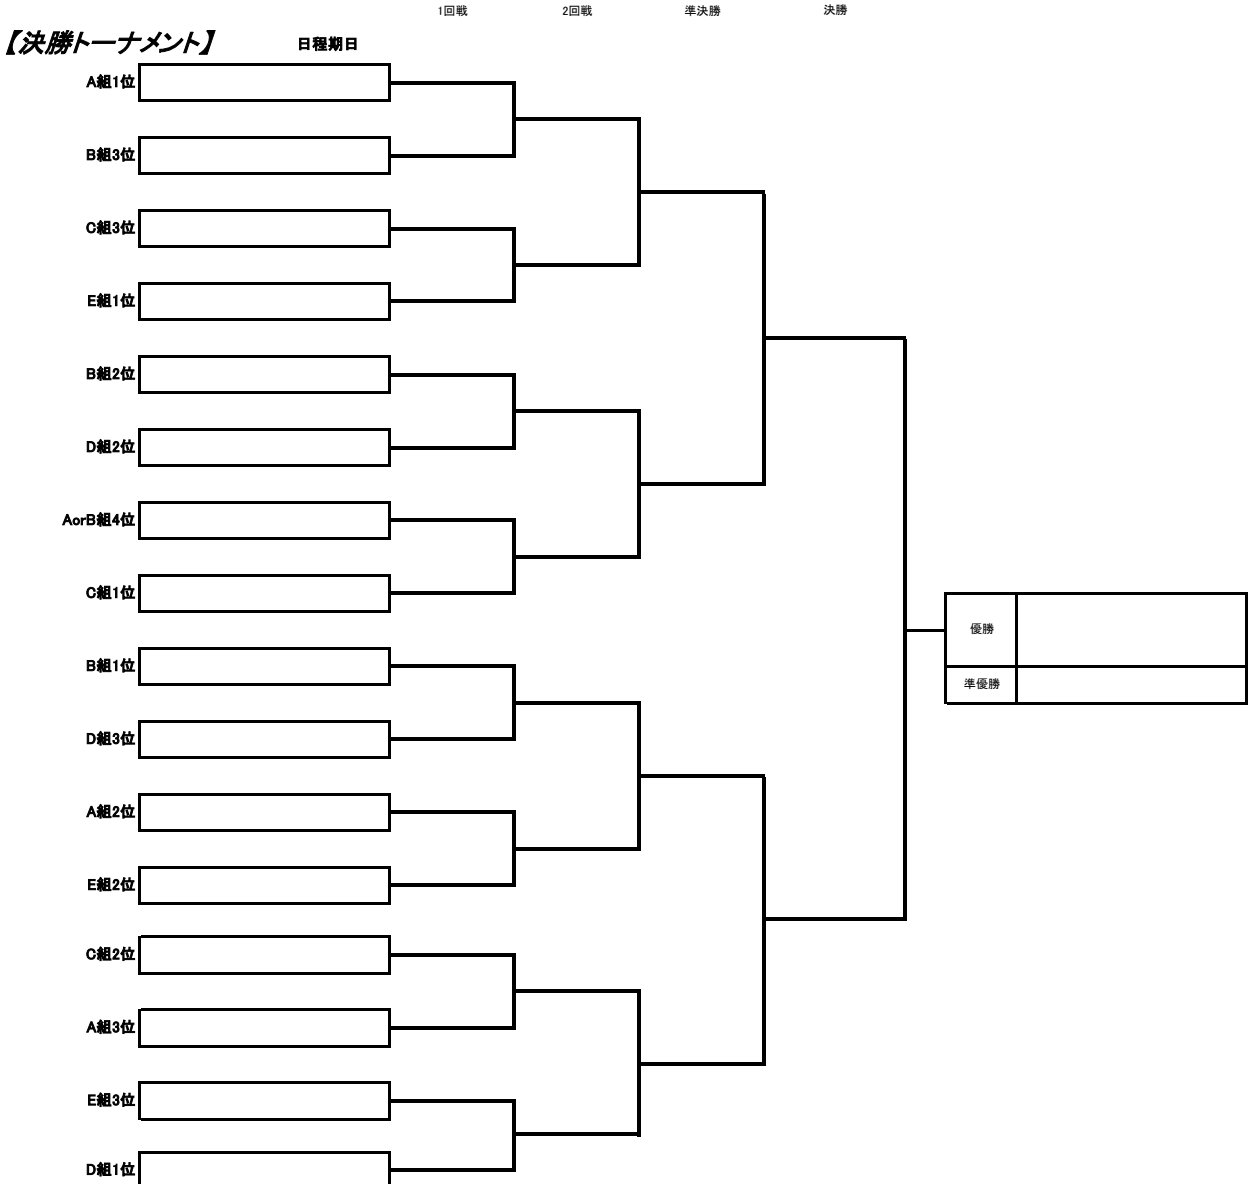 1回戦 2回戦 準決勝 決勝
【決勝トーナメント】 日程期日
A組1位
B組3位
C組3位
E組1位
B組2位
D組2位
AorB組4位
C組1位
B組1位
D組3位
A組2位
E組2位
C組2位
A組3位
E組3位
D組1位
優勝
準優勝